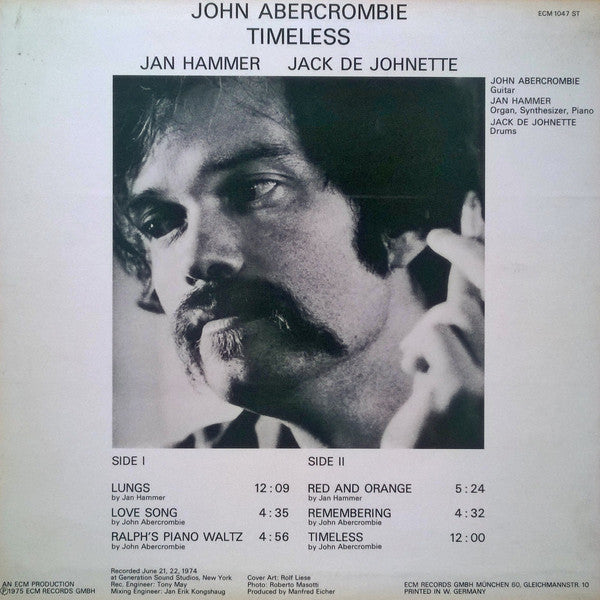 JOHN ABERCROMBIE
ECM 1047 ST
TIMELESS
JAN HAMMER JACK DE JOHNETTE
JOHN ABERCROMBIE
Guitar
JAN HAMMER
Organ, Synthesizer, Piano
JACK DE JOHNETTE
Drums
SIDE I
LUNGS 12:09
by Jan Hammer
LOVE SONG 4:35
by John Abercrombie
RALPH'S PIANO WALTZ 4:56
by John Abercrombie
SIDE II
RED AND ORANGE 5:24
by Jan Hammer
REMEMBERING 4:32
by John Abercrombie
TIMELESS 12:00
by John Abercrombie
AN ECM PRODUCTION
℗1975 ECM RECORDS GMBH
Recorded June 21, 22, 1974
at Generation Sound Studios, New York
Rec. Engineer: Tony May
Mixing Engineer: Jan Erik Kongshaug
Cover Art: Rolf Liese
Photo: Roberto Masotti
Produced by Manfred Eicher
ECM RECORDS GMBH MÜNCHEN 60, GLEICHMANNSTR. 10
PRINTED IN W. GERMANY